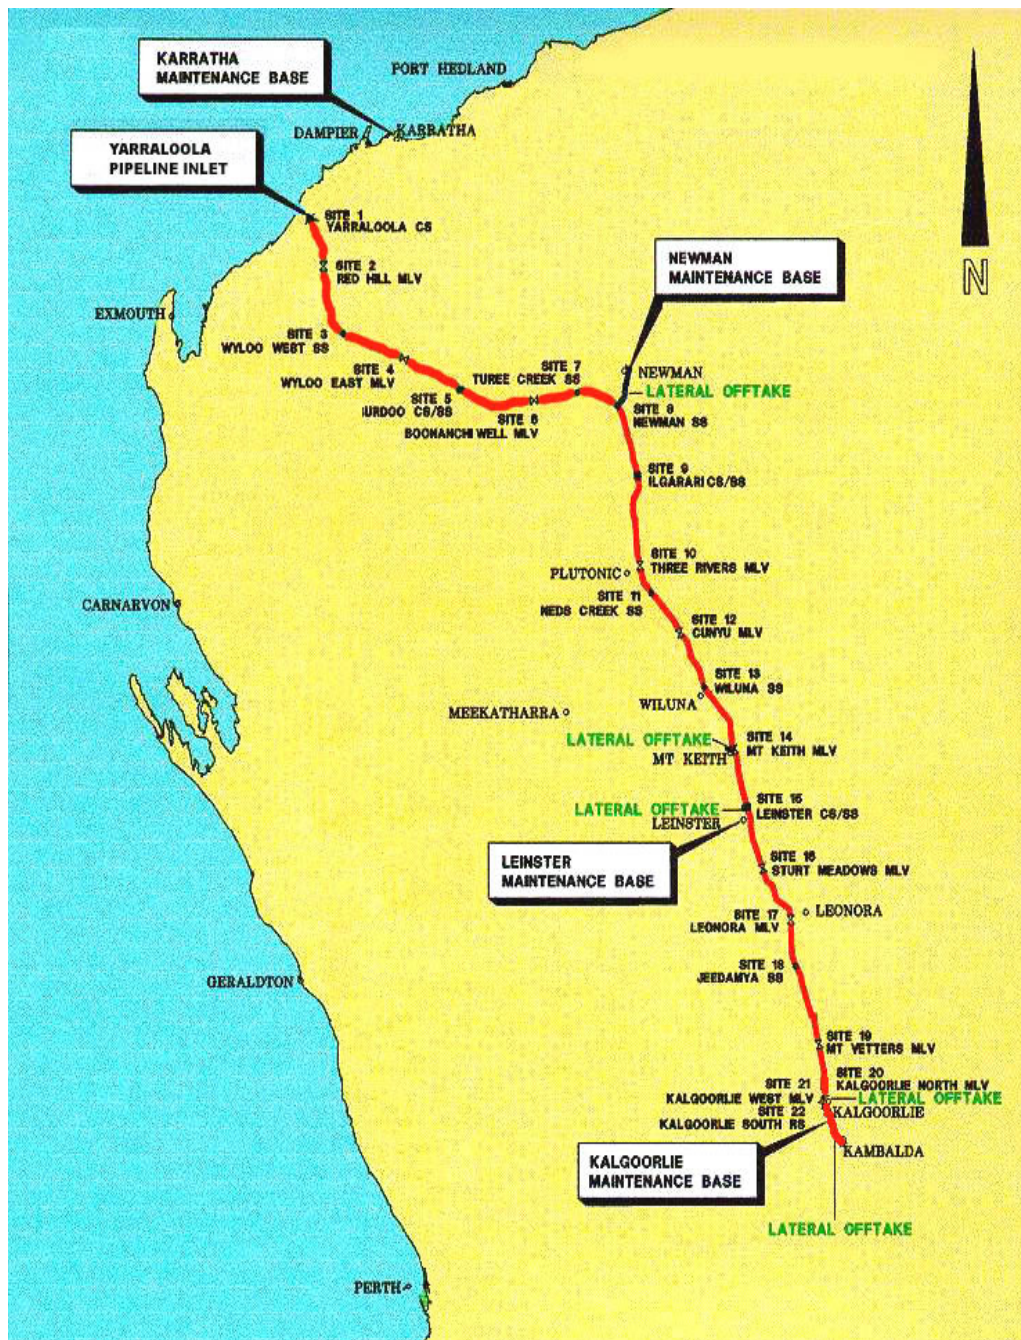 KARRATHA
MAINTENANCE BASE
PORT HEDLAND
DAMPIER
KARRATHA
YARRALOOLA
PIPELINE INLET
SITE 1
YARRALOOLA CS
SITE 2
RED HILL MLV
NEWMAN
MAINTENANCE BASE
N
EXMOUTH
SITE 3
WYLOO WEST SS
SITE 4
WYLOO EAST MLV
SITE 5
URDOO CS/SS
SITE 6
BOONANCHI WELL MLV
SITE 7
TUREE CREEK SS
NEWMAN
LATERAL OFFTAKE
SITE 8
NEWMAN SS
SITE 9
ILGARARI CS/SS
SITE 10
THREE RIVERS MLV
PLUTONIC
SITE 11
NEDS CREEK SS
CARNARVON
SITE 12
CUNYU MLV
SITE 13
WILUNA SS
WILUNA
MEEKATHARRA
LATERAL OFFTAKE
SITE 14
MT KEITH MLV
MT KEITH
SITE 15
LEINSTER CS/SS
LATERAL OFFTAKE
LEINSTER
LEINSTER
MAINTENANCE BASE
SITE 16
STURT MEADOWS MLV
LEONORA
SITE 17
LEONORA MLV
SITE 18
JEEDAMYA SS
GERALDTON
SITE 19
MT VETTERS MLV
SITE 20
KALGOORLIE NORTH MLV
SITE 21
KALGOORLIE WEST MLV
LATERAL OFFTAKE
SITE 22
KALGOORLIE SOUTH RS
KALGOORLIE
KAMBALDA
KALGOORLIE
MAINTENANCE BASE
LATERAL OFFTAKE
PERTH